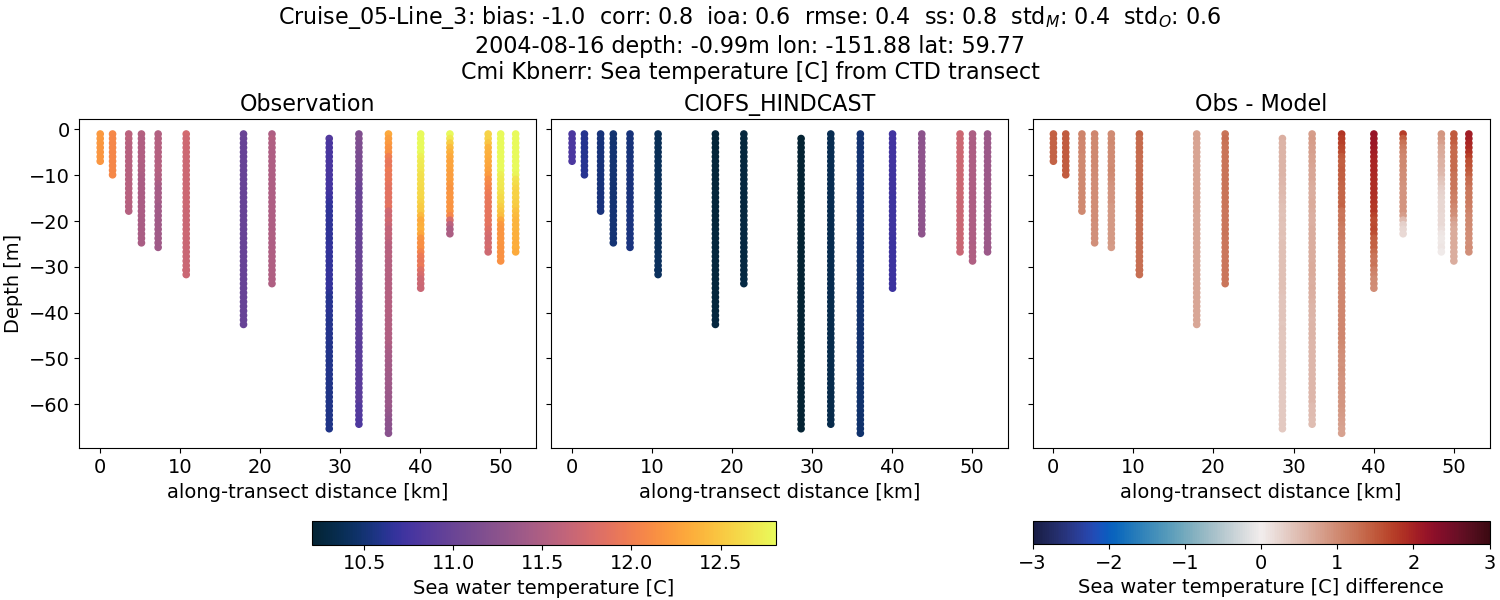 Cruise_05-Line_3: bias: -1.0  corr: 0.8  ioa: 0.6  rmse: 0.4  ss: 0.8  std_M: 0.4  std_O: 0.6
2004-08-16 depth: -0.99m lon: -151.88 lat: 59.77
Cmi Kbnerr: Sea temperature [C] from CTD transect
Observation CIOFS_HINDCAST Obs - Model
0
−10
−20
−30
−40
−50
−60
Depth [m]
0 10 20 30 40 50 0 10 20 30 40 50 0 10 20 30 40 50
along-transect distance [km] along-transect distance [km] along-transect distance [km]
10.5 11.0 11.5 12.0 12.5 −3 −2 −1 0 1 2 3
Sea water temperature [C] Sea water temperature [C] difference